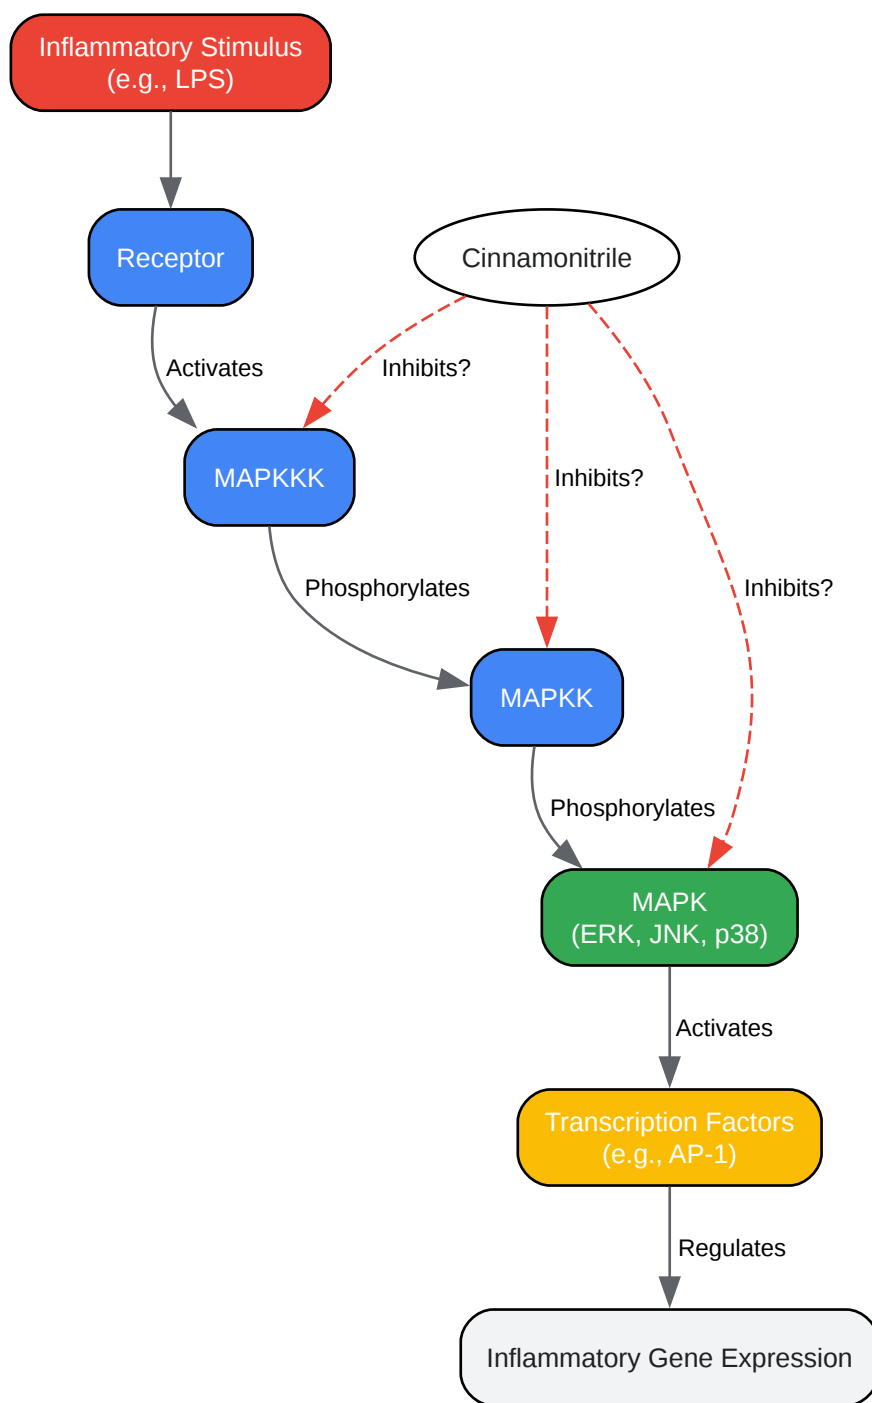 Inflammatory Stimulus
(e.g., LPS)
Receptor
Cinnamonitrile
Activates
Inhibits?
MAPKKK
Inhibits?
Phosphorylates
Inhibits?
MAPKK
Phosphorylates
MAPK
(ERK, JNK, p38)
Activates
Transcription Factors
(e.g., AP-1)
Regulates
Inflammatory Gene Expression